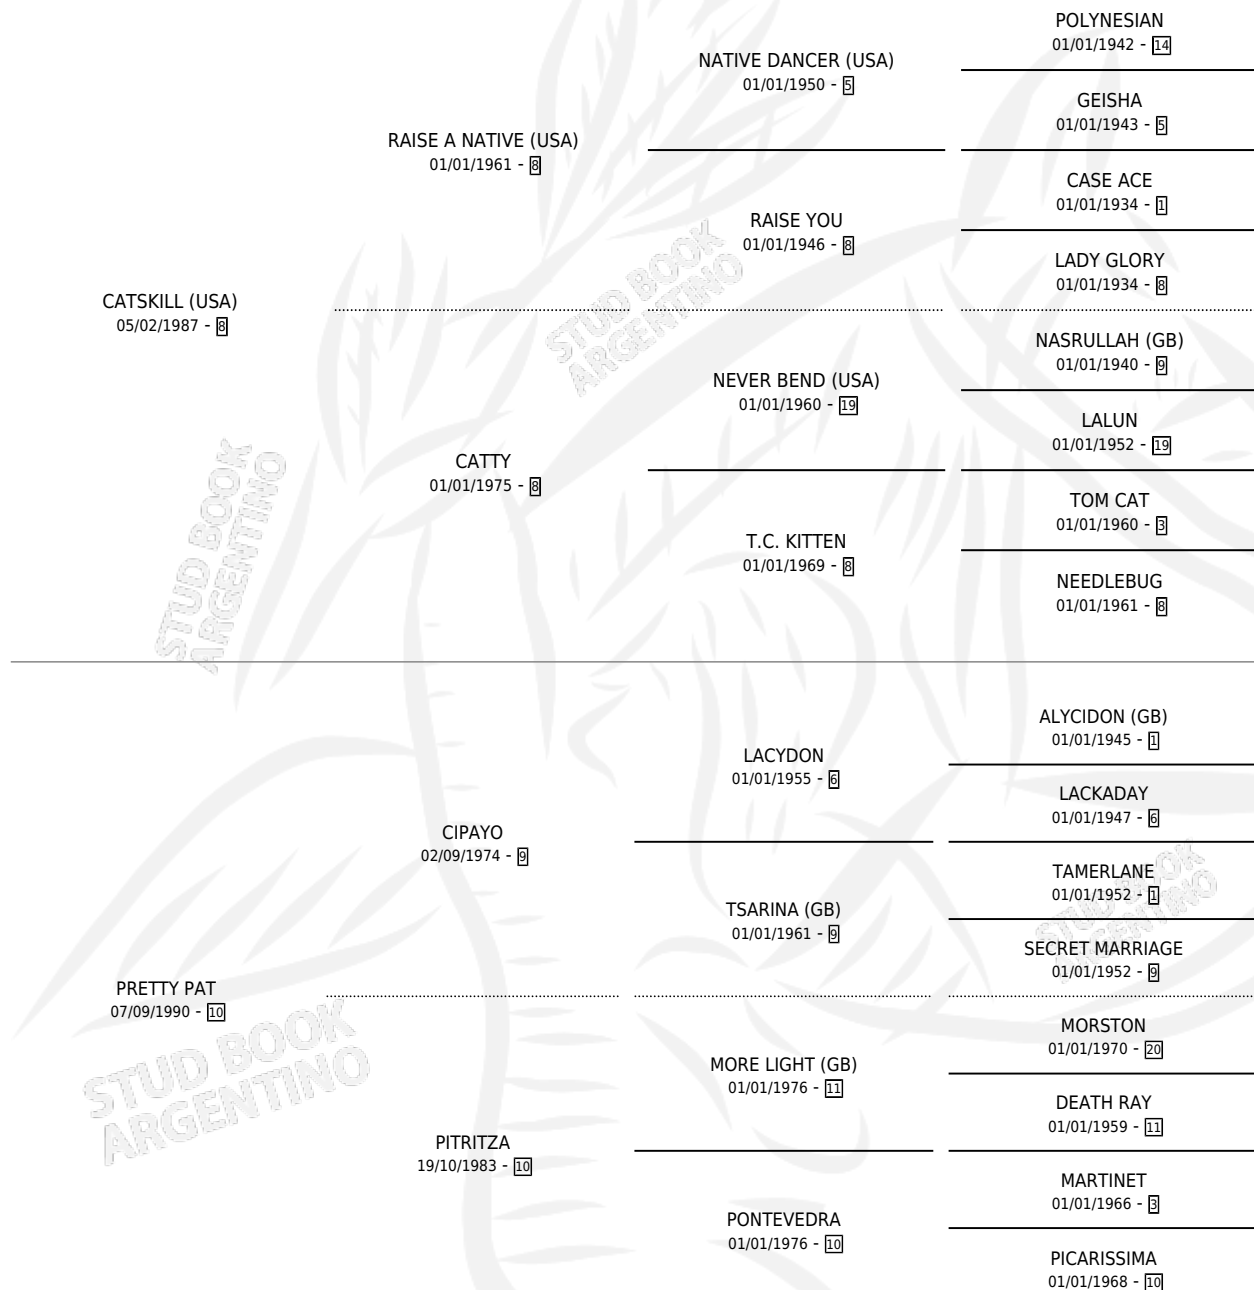 POLYNESIAN
01/01/1942 - 14
NATIVE DANCER (USA)
01/01/1950 - 5
GEISHA
01/01/1943 - 5
RAISE A NATIVE (USA)
01/01/1961 - 8
CASE ACE
01/01/1934 - 1
RAISE YOU
01/01/1946 - 8
LADY GLORY
01/01/1934 - 8
CATSKILL (USA)
05/02/1987 - 8
NASRULLAH (GB)
01/01/1940 - 9
NEVER BEND (USA)
01/01/1960 - 19
LALUN
01/01/1952 - 19
CATTY
01/01/1975 - 8
TOM CAT
01/01/1960 - 3
T.C. KITTEN
01/01/1969 - 8
NEEDLEBUG
01/01/1961 - 8
ALYCIDON (GB)
01/01/1945 - 1
LACYDON
01/01/1955 - 6
LACKADAY
01/01/1947 - 6
CIPAYO
02/09/1974 - 9
TAMERLANE
01/01/1952 - 1
TSARINA (GB)
01/01/1961 - 9
SECRET MARRIAGE
01/01/1952 - 9
PRETTY PAT
07/09/1990 - 10
MORSTON
01/01/1970 - 20
MORE LIGHT (GB)
01/01/1976 - 11
DEATH RAY
01/01/1959 - 11
PITRITZA
19/10/1983 - 10
MARTINET
01/01/1966 - 3
PONTEVEDRA
01/01/1976 - 10
PICARISSIMA
01/01/1968 - 10
STUD BOOK
ARGENTINO
STUD BOOK
ARGENTINO
STUD BOOK
ARGENTINO
STUD BOOK
ARGENTINO